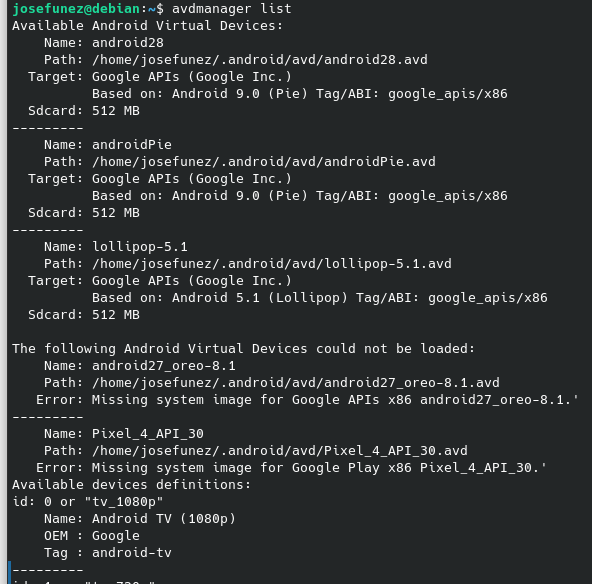 josefunez@debian:~$ avdmanager list
Available Android Virtual Devices:
    Name: android28
    Path: /home/josefunez/.android/avd/android28.avd
  Target: Google APIs (Google Inc.)
          Based on: Android 9.0 (Pie) Tag/ABI: google_apis/x86
  Sdcard: 512 MB
---------
    Name: androidPie
    Path: /home/josefunez/.android/avd/androidPie.avd
  Target: Google APIs (Google Inc.)
          Based on: Android 9.0 (Pie) Tag/ABI: google_apis/x86
  Sdcard: 512 MB
---------
    Name: lollipop-5.1
    Path: /home/josefunez/.android/avd/lollipop-5.1.avd
  Target: Google APIs (Google Inc.)
          Based on: Android 5.1 (Lollipop) Tag/ABI: google_apis/x86
  Sdcard: 512 MB

The following Android Virtual Devices could not be loaded:
    Name: android27_oreo-8.1
    Path: /home/josefunez/.android/avd/android27_oreo-8.1.avd
   Error: Missing system image for Google APIs x86 android27_oreo-8.1.'
---------
    Name: Pixel_4_API_30
    Path: /home/josefunez/.android/avd/Pixel_4_API_30.avd
   Error: Missing system image for Google Play x86 Pixel_4_API_30.'
Available devices definitions:
id: 0 or "tv_1080p"
    Name: Android TV (1080p)
    OEM : Google
    Tag : android-tv
---------